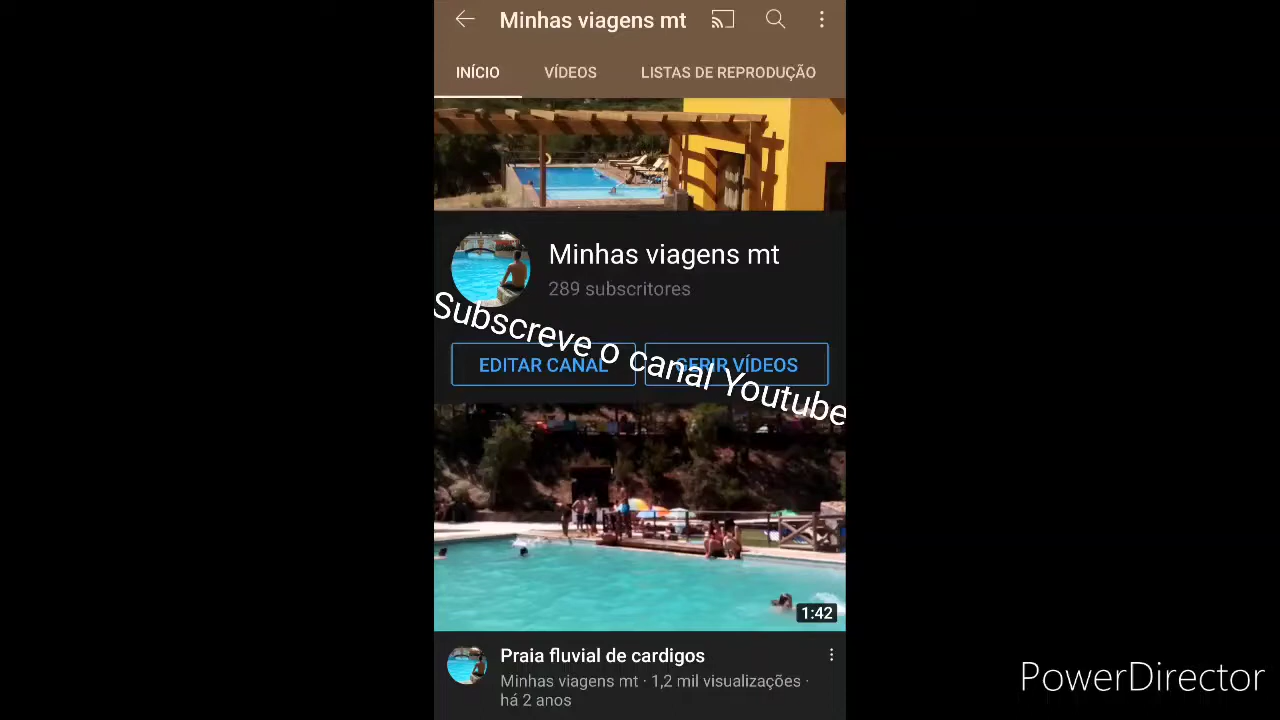 Minhas viagens mt
INÍCIO VÍDEOS LISTAS DE REPRODUÇÃO
Minhas viagens mt
289 subscritores
Subscreve o canal Youtube
EDITAR CANAL GERIR VÍDEOS
1:42
Praia fluvial de cardigos
Minhas viagens mt · 1,2 mil visualizações ·
há 2 anos
PowerDirector